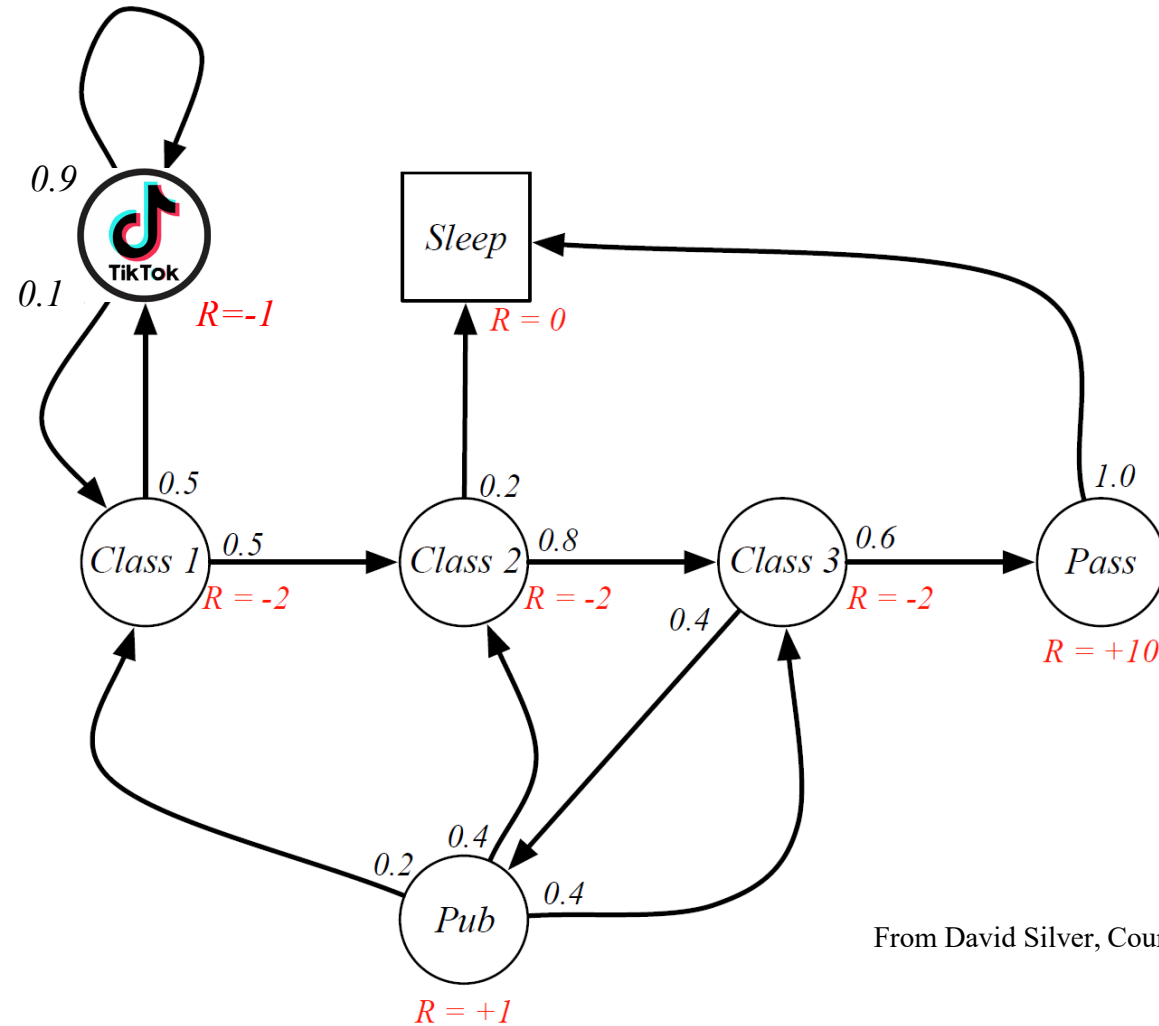 0.9
TikTok
0.1
R=-1
Sleep
R = 0
0.5
0.2
1.0
Class 1
0.5
R = -2
Class 2
0.8
R = -2
Class 3
0.6
R = -2
Pass
R = +10
0.4
0.4
0.2
0.4
Pub
R = +1
From David Silver, Cour